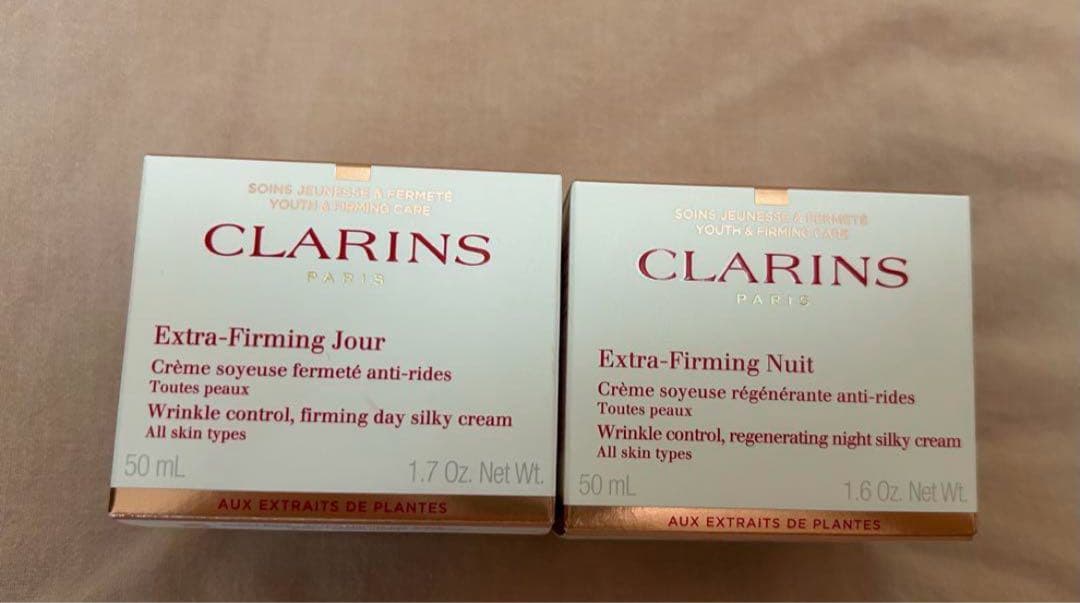 SOINS JEUNESSE & FERMETÉ
YOUTH & FIRMING CARE
CLARINS
PARIS
Extra-Firming Jour
Crème soyeuse fermeté anti-rides
Toutes peaux
Wrinkle control, firming day silky cream
All skin types
50 mL
1.7 Oz. Net Wt.
AUX EXTRAITS DE PLANTES
SOINS JEUNESSE & FERMETÉ
YOUTH & FIRMING CARE
CLARINS
PARIS
Extra-Firming Nuit
Crème soyeuse régénérante anti-rides
Toutes peaux
Wrinkle control, regenerating night silky cream
All skin types
50 mL
1.6 Oz. Net Wt.
AUX EXTRAITS DE PLANTES